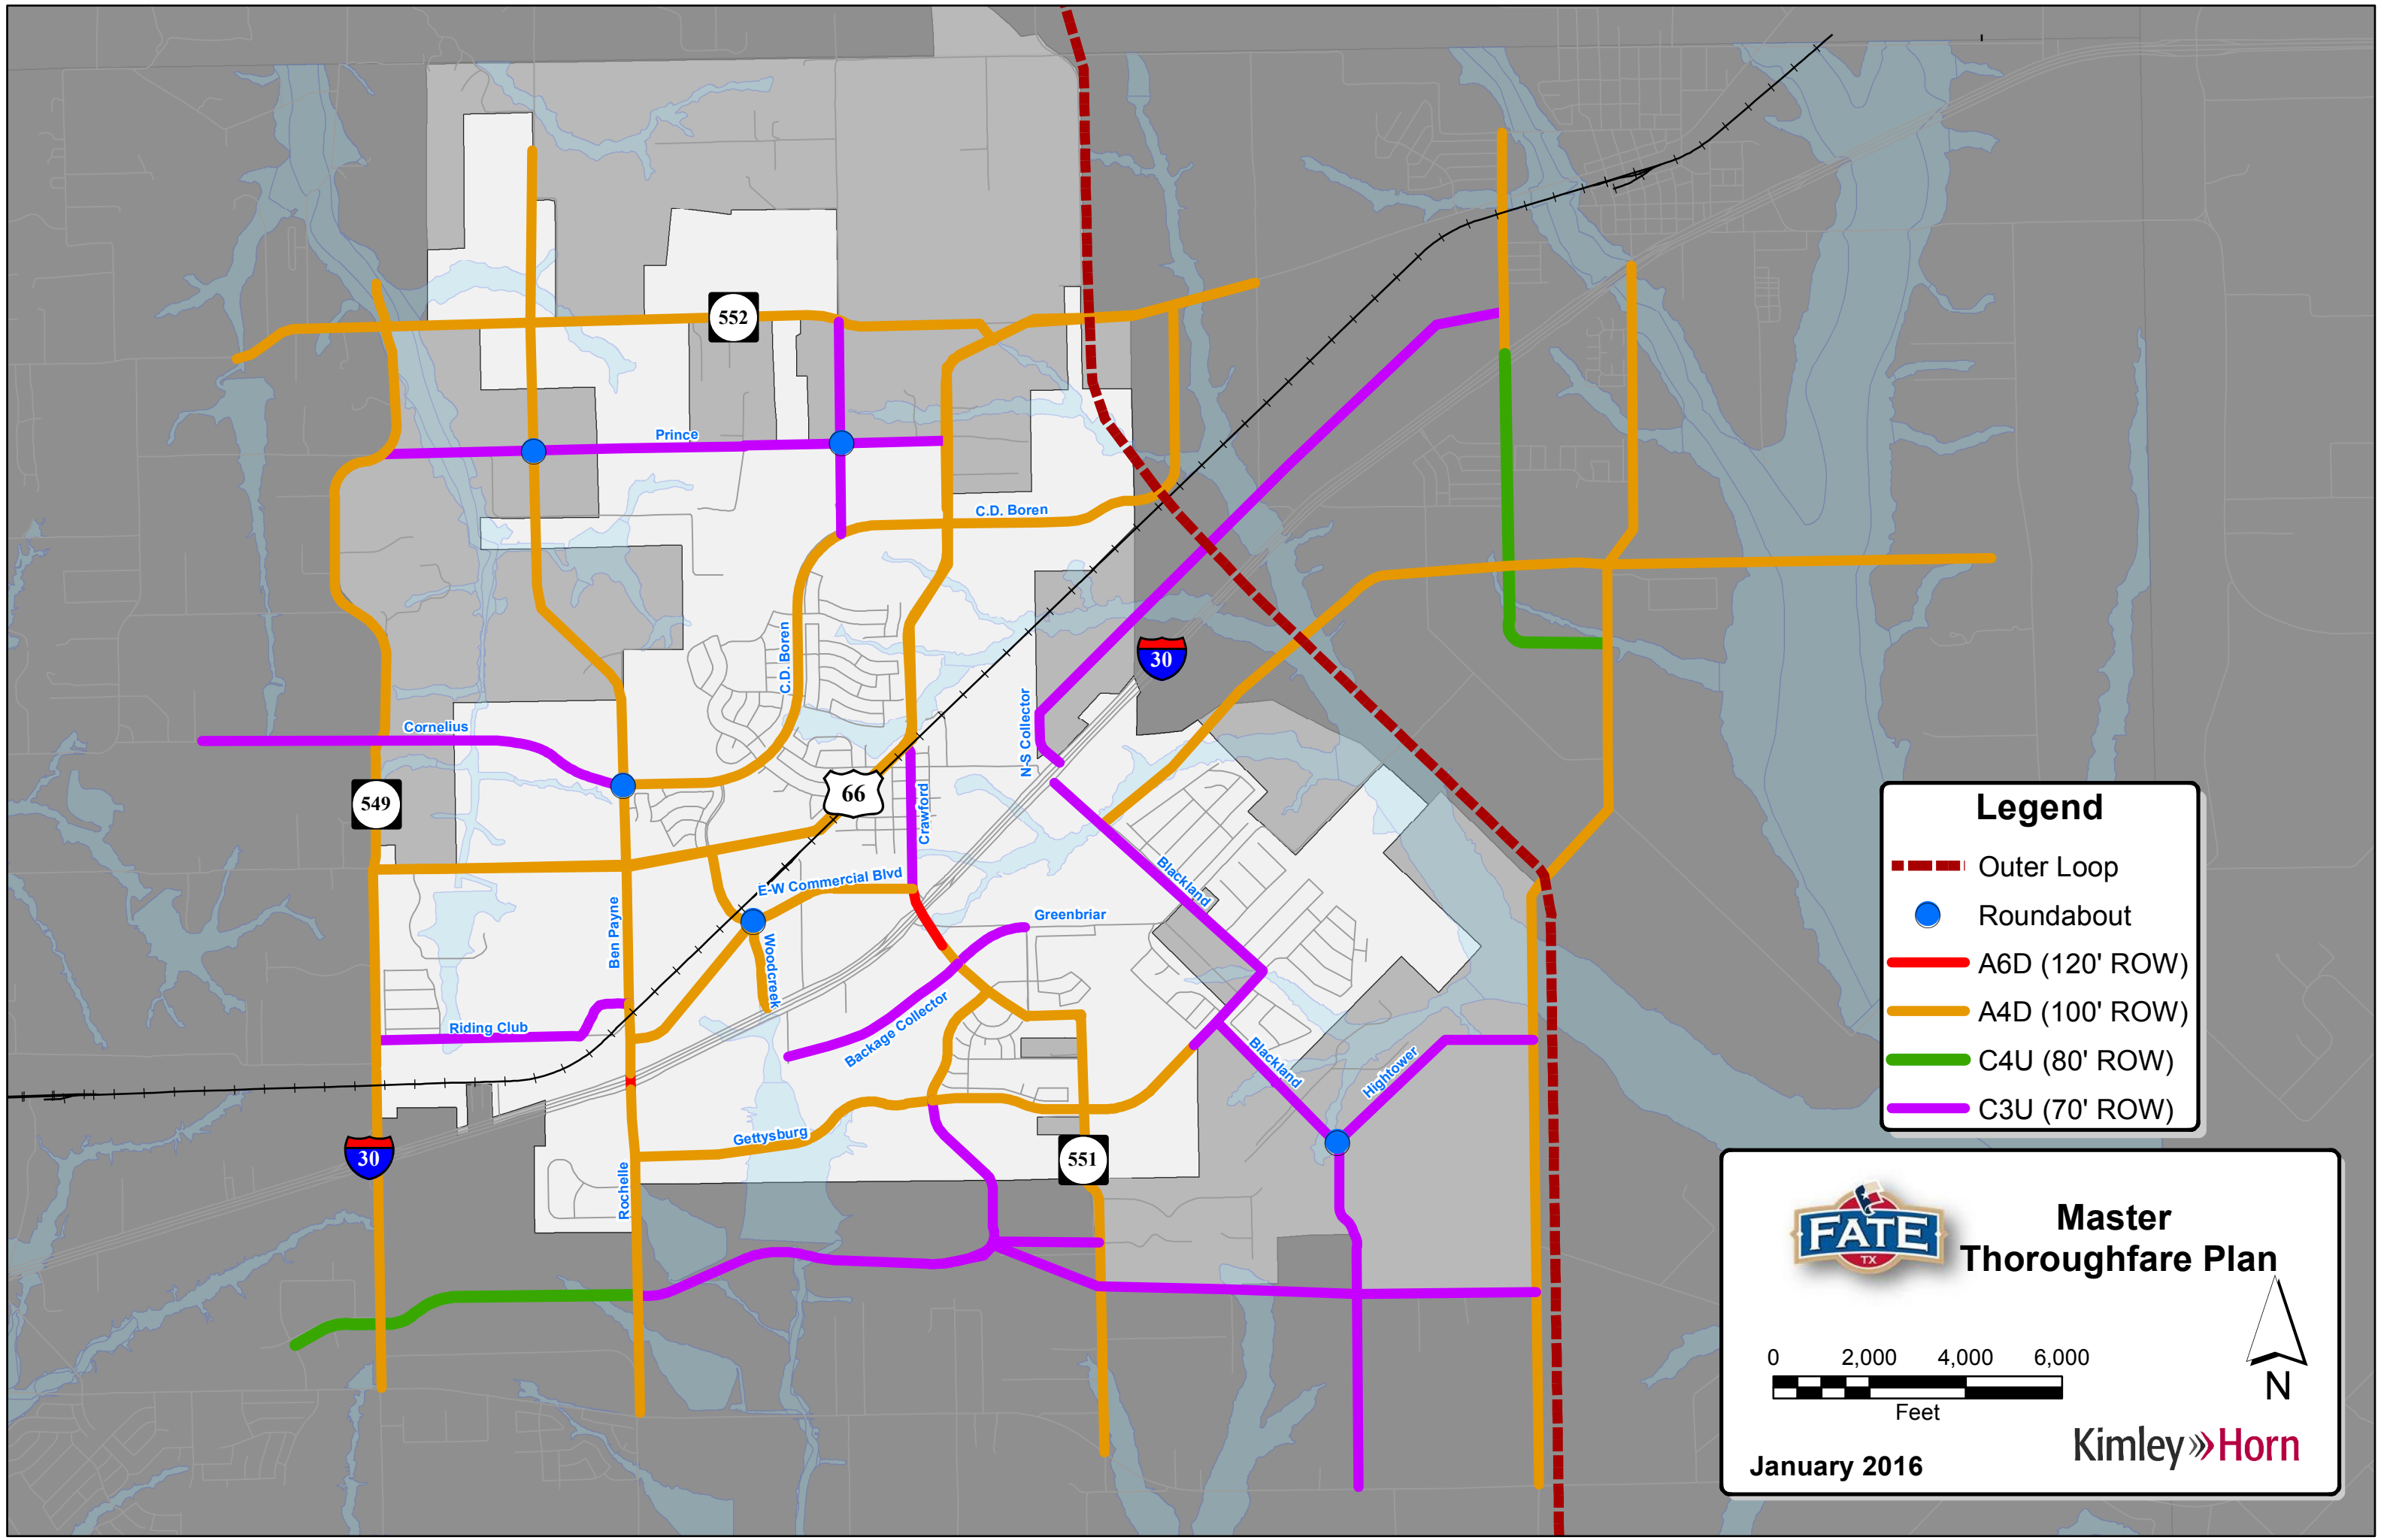 552
Prince
C.D. Boren
C.D. Boren
30
N-S Collector
Cornelius
549
66
Crawford
E-W Commercial Blvd
Blackland
Greenbriar
Ben Payne
Woodcreek
Riding Club
Backage Collector
Blackland
Hightower
30
Gettysburg
551
Rochelle
Legend
Outer Loop
Roundabout
A6D (120' ROW)
A4D (100' ROW)
C4U (80' ROW)
C3U (70' ROW)
FATE
TX
Master
Thoroughfare Plan
0 2,000 4,000 6,000
Feet
N
Kimley Horn
January 2016